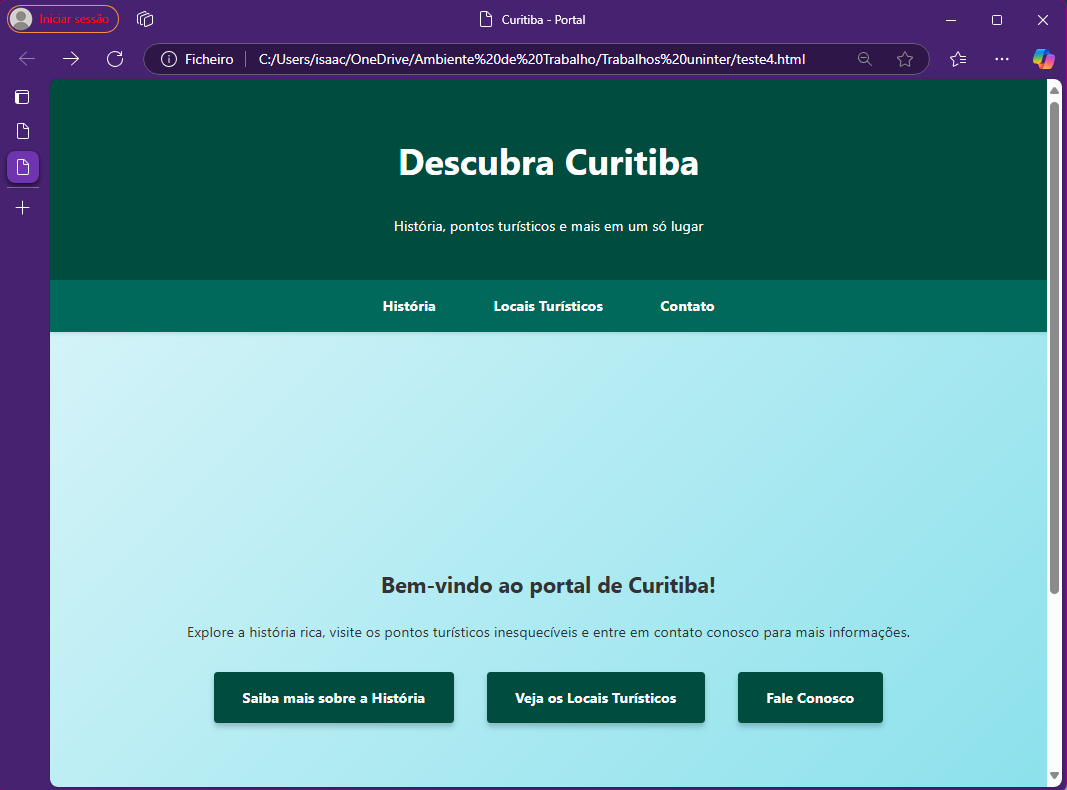 Iniciar sessão
Curitiba - Portal
Ficheiro
C:/Users/isaac/OneDrive/Ambiente%20de%20Trabalho/Trabalhos%20uninter/teste4.html
Descubra Curitiba
História, pontos turísticos e mais em um só lugar
História Locais Turísticos Contato
Bem-vindo ao portal de Curitiba!
Explore a história rica, visite os pontos turísticos inesquecíveis e entre em contato conosco para mais informações.
Saiba mais sobre a História Veja os Locais Turísticos Fale Conosco